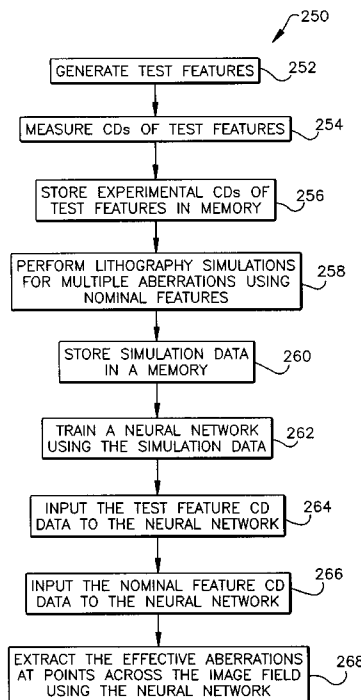 250
GENERATE TEST FEATURES
252
MEASURE CDs OF TEST FEATURES
254
STORE EXPERIMENTAL CDs OF
TEST FEATURES IN MEMORY
256
PERFORM LITHOGRAPHY SIMULATIONS
FOR MULTIPLE ABERRATIONS USING
NOMINAL FEATURES
258
STORE SIMULATION DATA
IN A MEMORY
260
TRAIN A NEURAL NETWORK
USING THE SIMULATION DATA
262
INPUT THE TEST FEATURE CD
DATA TO THE NEURAL NETWORK
264
INPUT THE NOMINAL FEATURE CD
DATA TO THE NEURAL NETWORK
266
EXTRACT THE EFFECTIVE ABERRATIONS
AT POINTS ACROSS THE IMAGE FIELD
USING THE NEURAL NETWORK
268